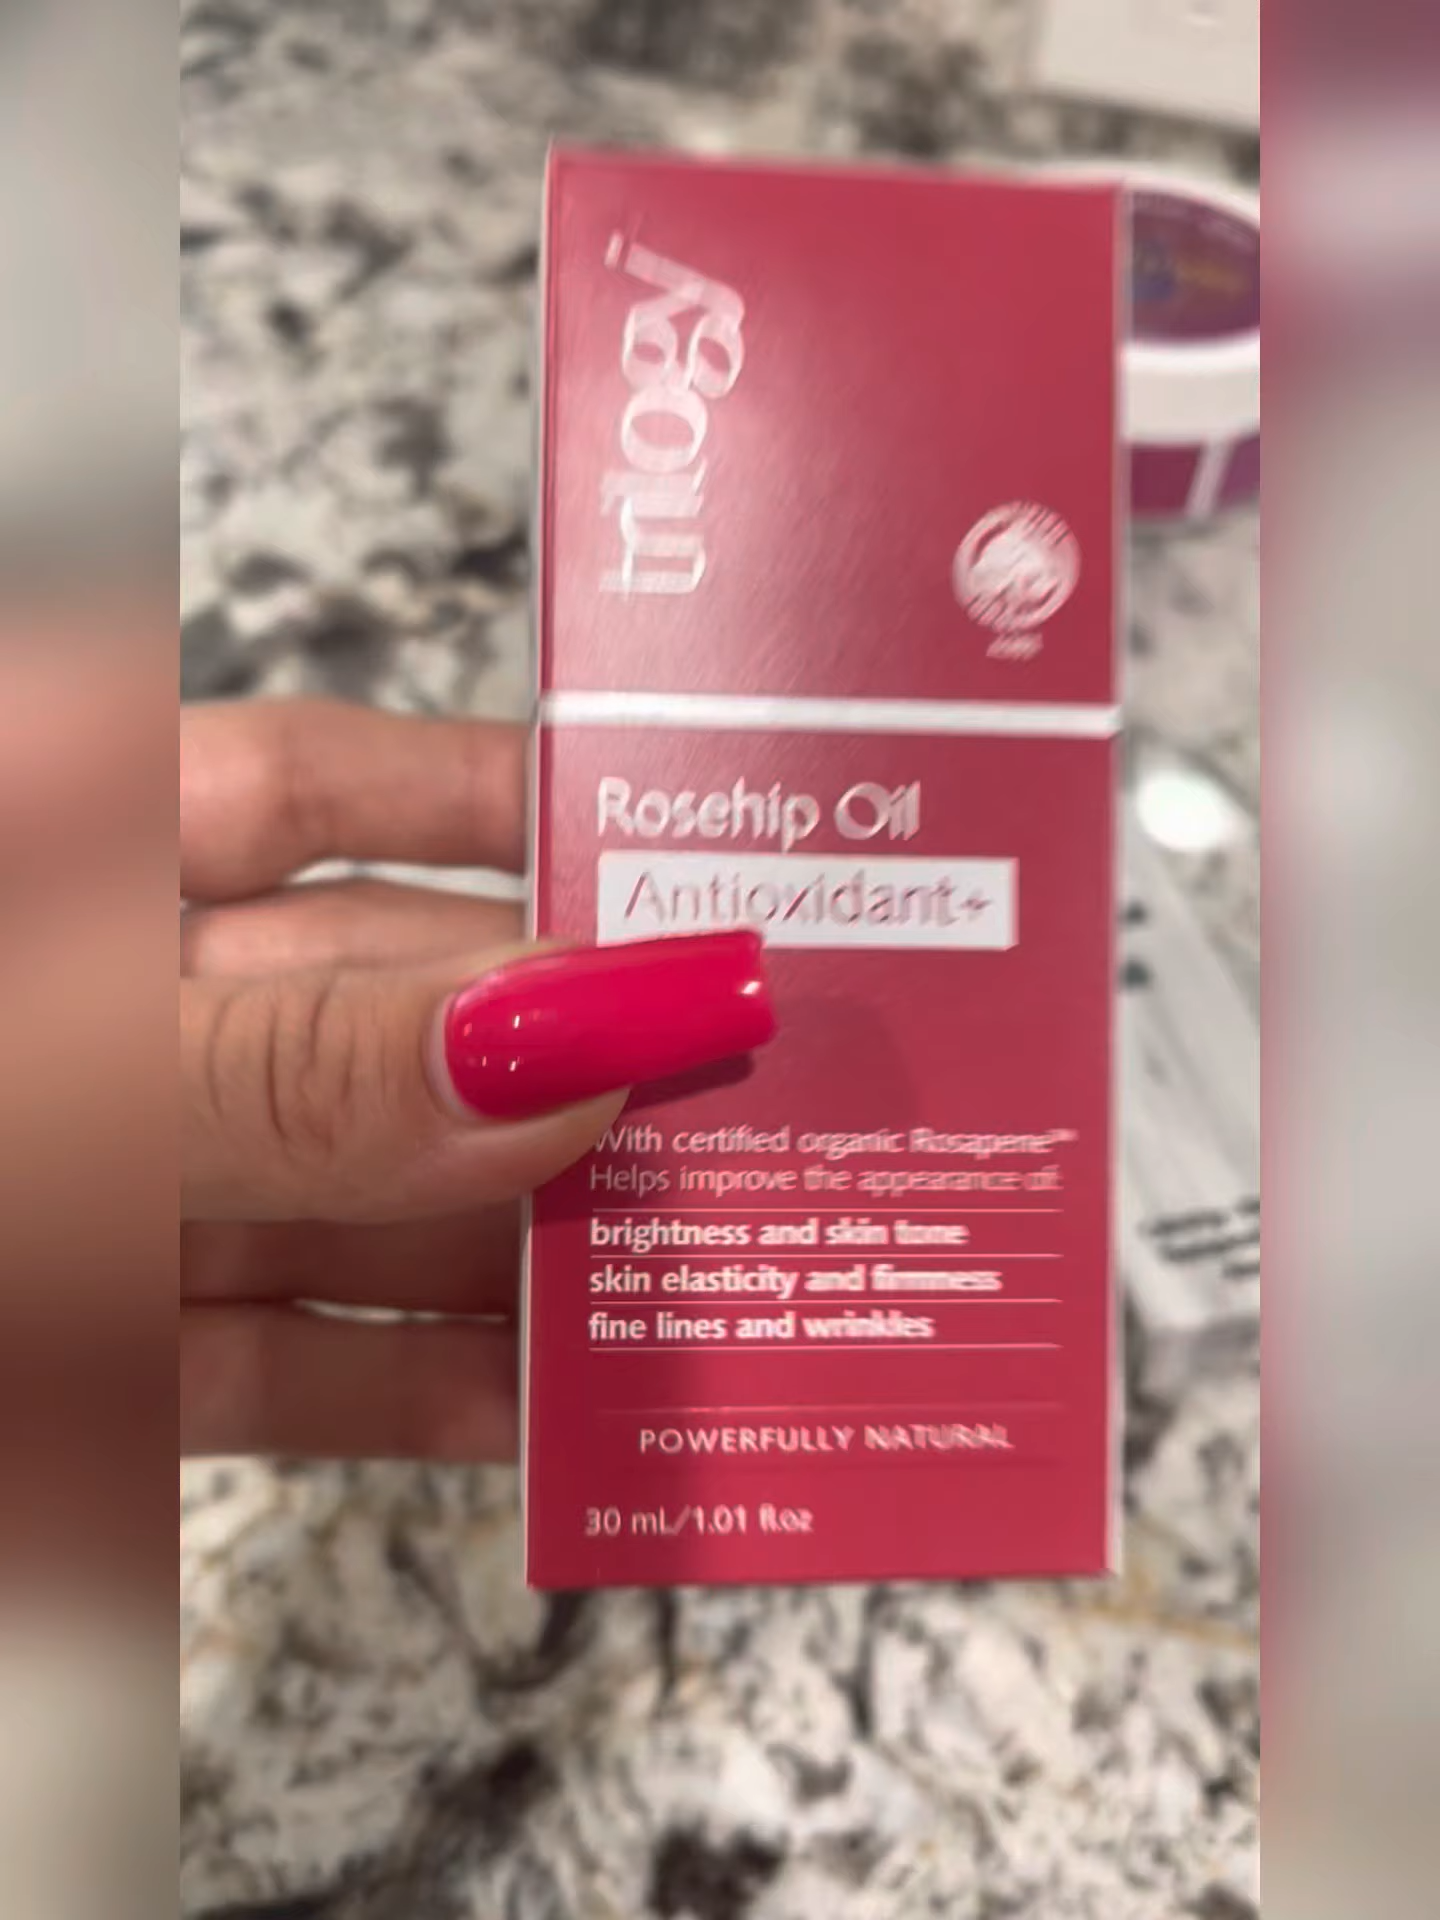 trilogy
Rosehip Oil
Antioxidant+
With certified organic Rosapene™
Helps improve the appearance of:
brightness and skin tone
skin elasticity and firmness
fine lines and wrinkles
POWERFULLY NATURAL
30 mL/1.01 fl.oz